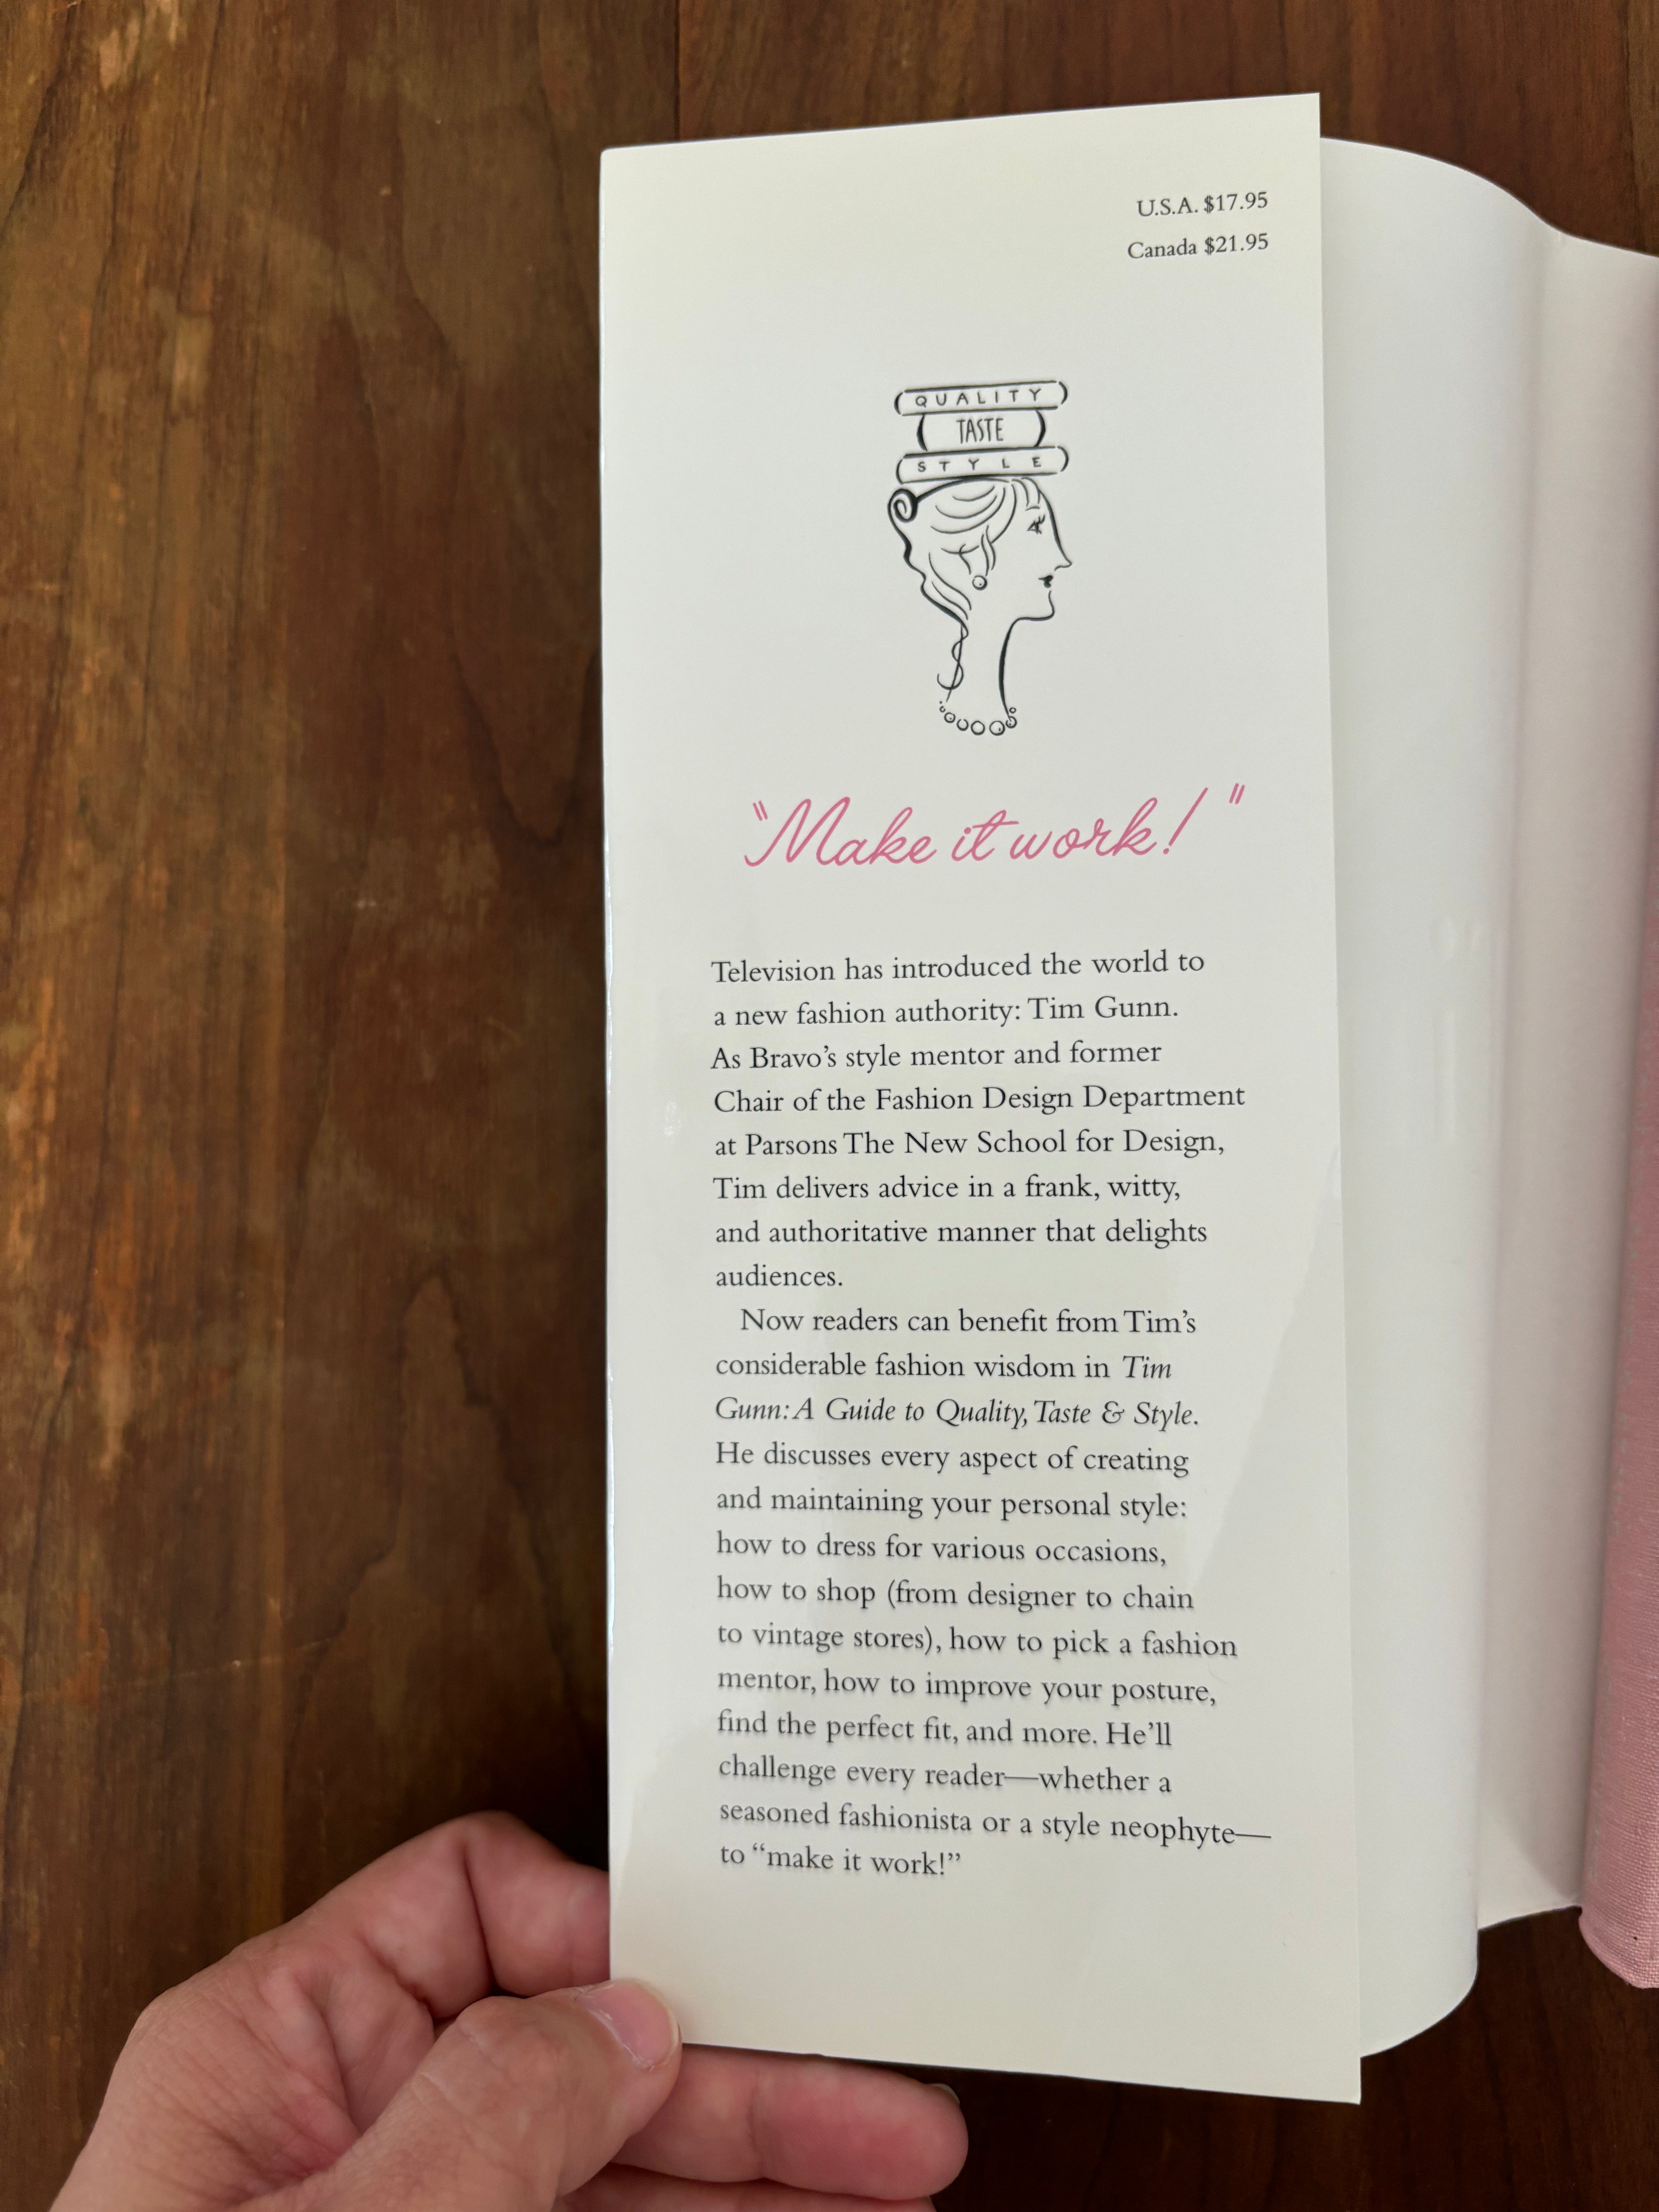 U.S.A. $17.95
Canada $21.95
QUALITY
TASTE
STYLE
"Make it work!"
Television has introduced the world to
a new fashion authority: Tim Gunn.
As Bravo’s style mentor and former
Chair of the Fashion Design Department
at Parsons The New School for Design,
Tim delivers advice in a frank, witty,
and authoritative manner that delights
audiences.
Now readers can benefit from Tim’s
considerable fashion wisdom in Tim
Gunn: A Guide to Quality, Taste & Style.
He discusses every aspect of creating
and maintaining your personal style:
how to dress for various occasions,
how to shop (from designer to chain
to vintage stores), how to pick a fashion
mentor, how to improve your posture,
find the perfect fit, and more. He’ll
challenge every reader—whether a
seasoned fashionista or a style neophyte—
to “make it work!”